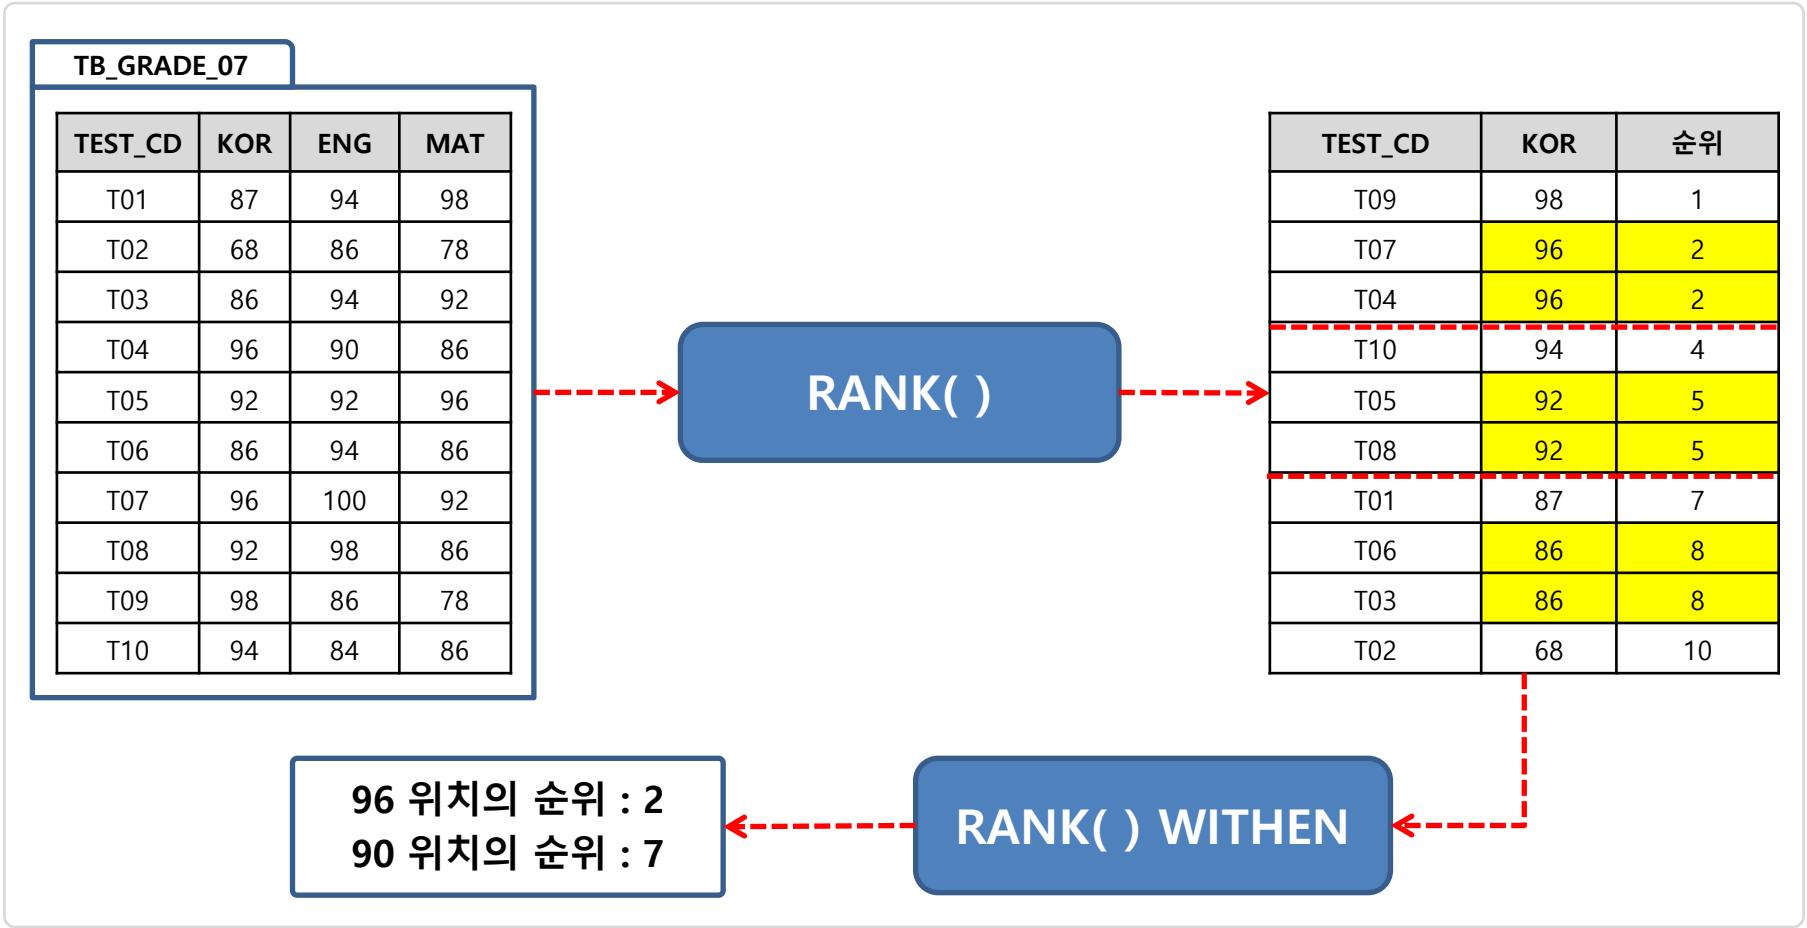 TB_GRADE_07
TEST_CD KOR ENG MAT
T01 87 94 98
T02 68 86 78
T03 86 94 92
T04 96 90 86
T05 92 92 96
T06 86 94 86
T07 96 100 92
T08 92 98 86
T09 98 86 78
T10 94 84 86
RANK( )
TEST_CD KOR 순위
T09 98 1
T07 96 2
T04 96 2
T10 94 4
T05 92 5
T08 92 5
T01 87 7
T06 86 8
T03 86 8
T02 68 10
RANK( ) WITHEN
96 위치의 순위 : 2
90 위치의 순위 : 7